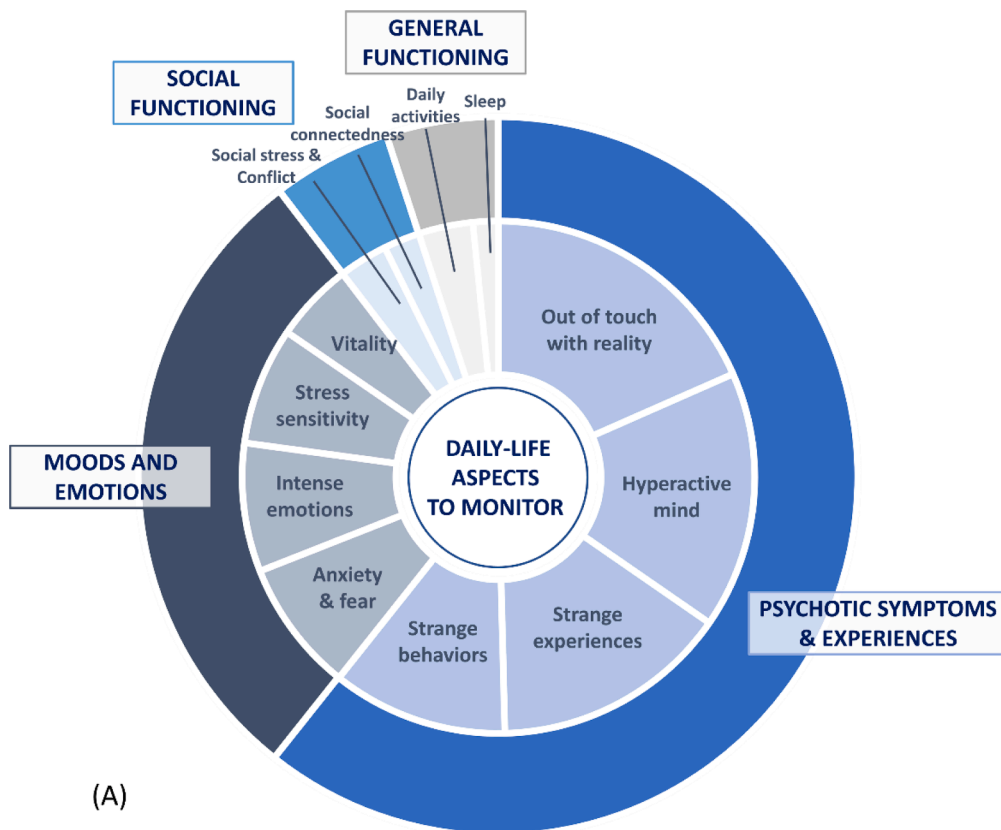 GENERAL
FUNCTIONING
SOCIAL
FUNCTIONING
Daily
activities
Sleep
Social
connectedness
Social stress &
Conflict
Out of touch
with reality
Vitality
Stress
sensitivity
MOODS AND
EMOTIONS
Intense
emotions
DAILY-LIFE
ASPECTS
TO MONITOR
Hyperactive
mind
Anxiety
& fear
Strange
behaviors
Strange
experiences
PSYCHOTIC SYMPTOMS
& EXPERIENCES
(A)